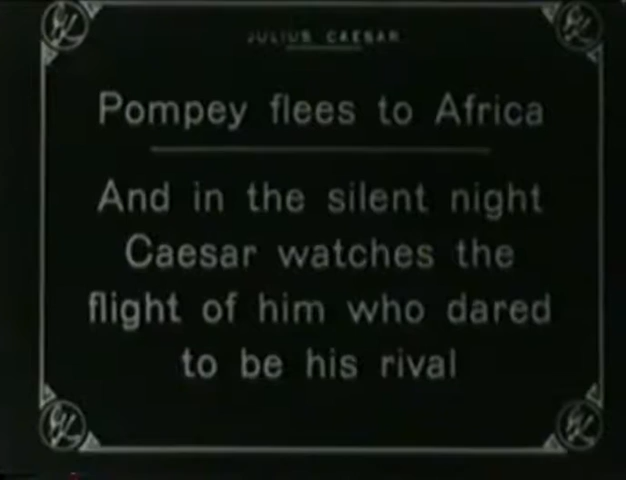 JULIUS CAESAR
Pompey flees to Africa
And in the silent night
Caesar watches the
flight of him who dared
to be his rival